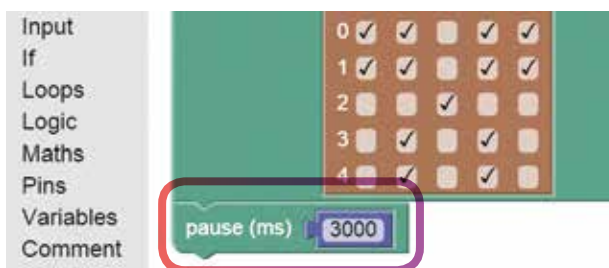 Input
If
Loops
Logic
Maths
Pins
Variables
Comment
0
1
2
3
4
pause (ms) 3000